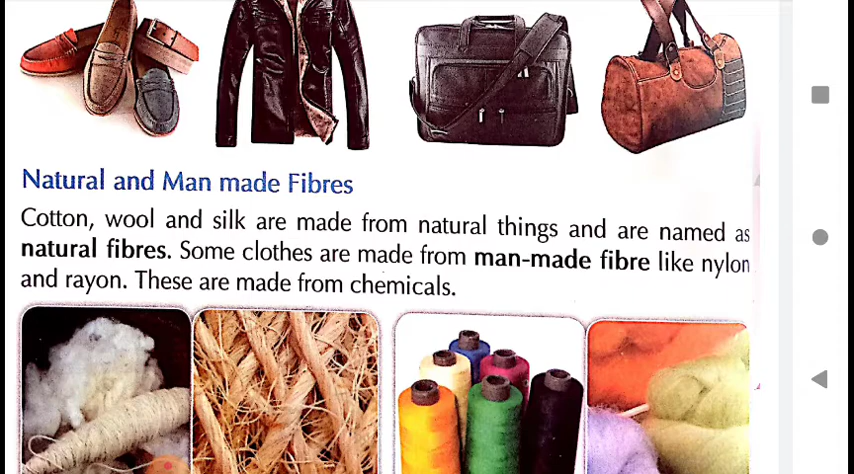 Natural and Man made Fibres
Cotton, wool and silk are made from natural things and are named as
natural fibres. Some clothes are made from man-made fibre like nylon
and rayon. These are made from chemicals.